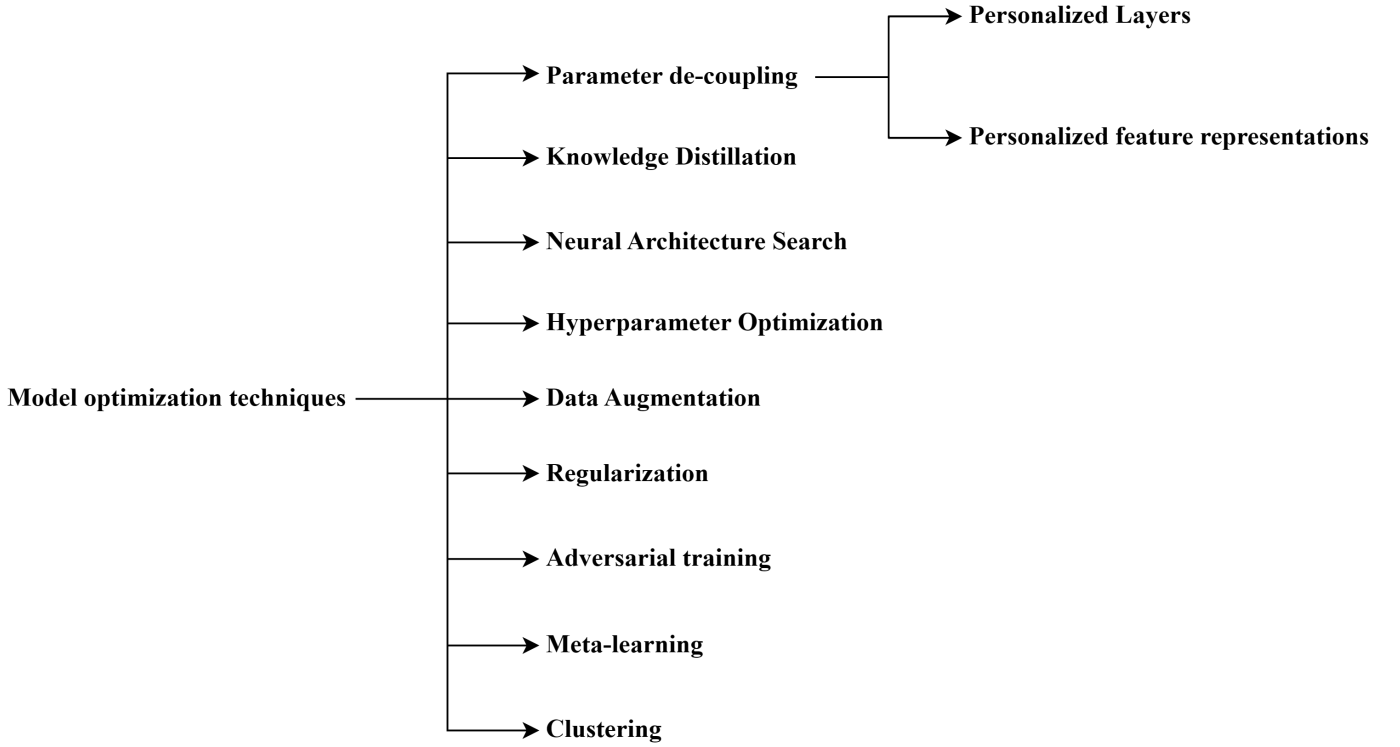 Personalized Layers
Parameter de-coupling
Personalized feature representations
Knowledge Distillation
Neural Architecture Search
Hyperparameter Optimization
Model optimization techniques
Data Augmentation
Regularization
Adversarial training
Meta-learning
Clustering